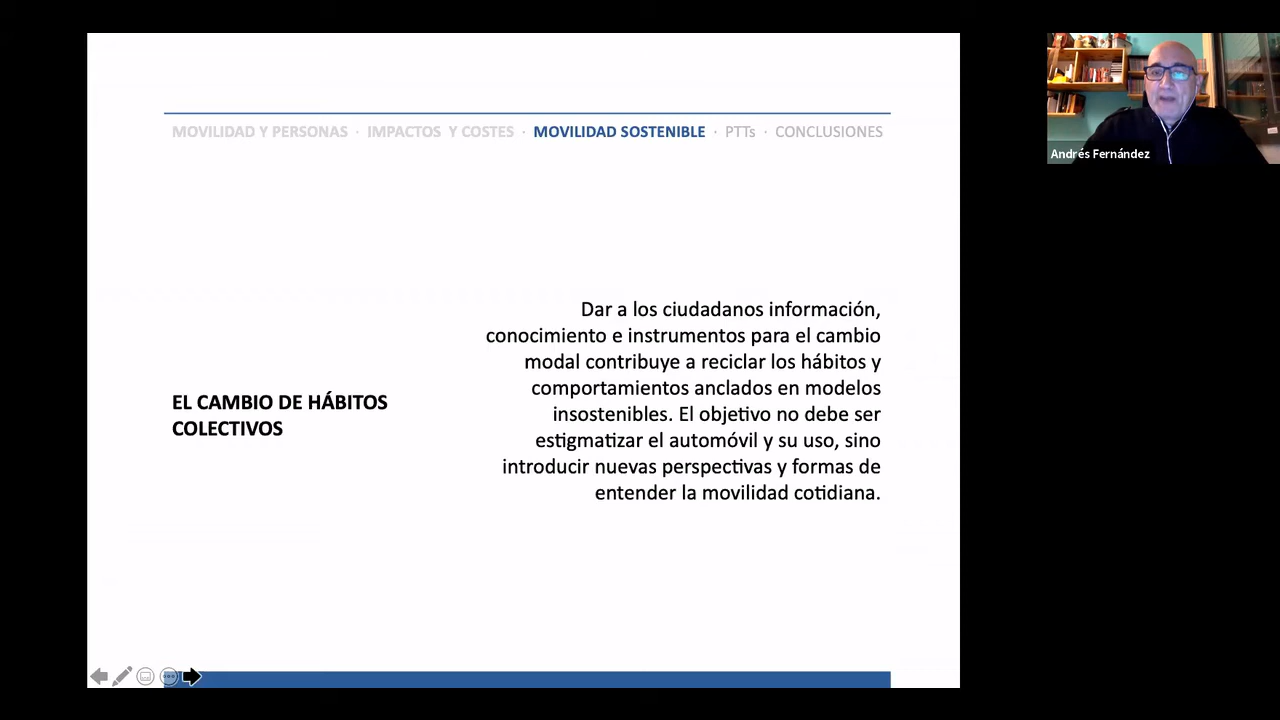 MOVILIDAD Y PERSONAS · IMPACTOS Y COSTES · MOVILIDAD SOSTENIBLE · PTTs · CONCLUSIONES
EL CAMBIO DE HÁBITOS
COLECTIVOS
Dar a los ciudadanos información,
conocimiento e instrumentos para el cambio
modal contribuye a reciclar los hábitos y
comportamientos anclados en modelos
insostenibles. El objetivo no debe ser
estigmatizar el automóvil y su uso, sino
introducir nuevas perspectivas y formas de
entender la movilidad cotidiana.
Andrés Fernández